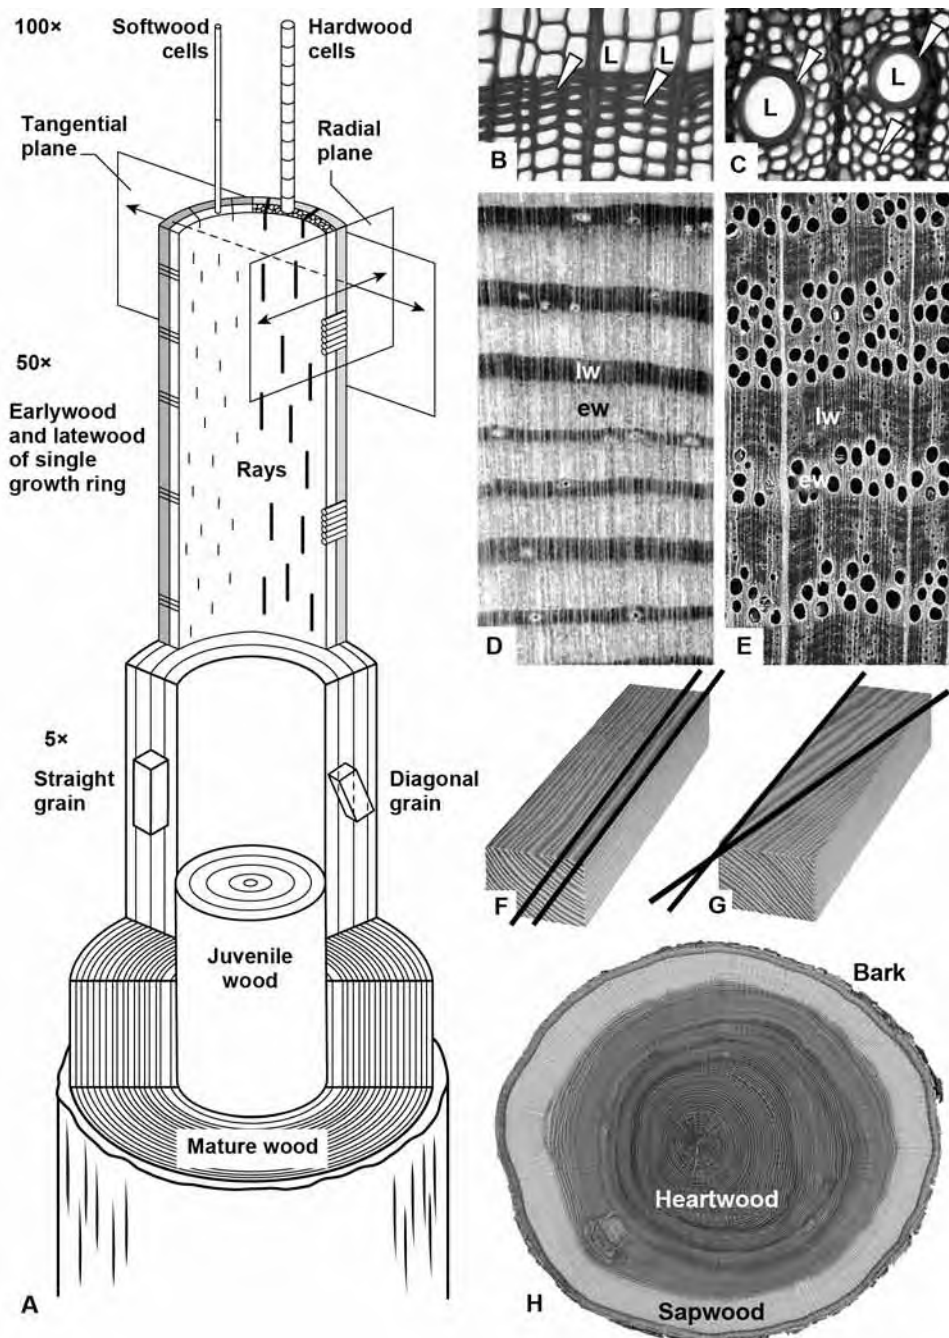 100×
Softwood
cells
Hardwood
cells
Tangential
plane
Radial
plane
50×
Earlywood
and latewood
of single
growth ring
Rays
5×
Straight
grain
Diagonal
grain
Juvenile
wood
Mature wood
A
L
L
B
L
L
C
lw
ew
D
lw
ew
E
F
G
Bark
Heartwood
Sapwood
H